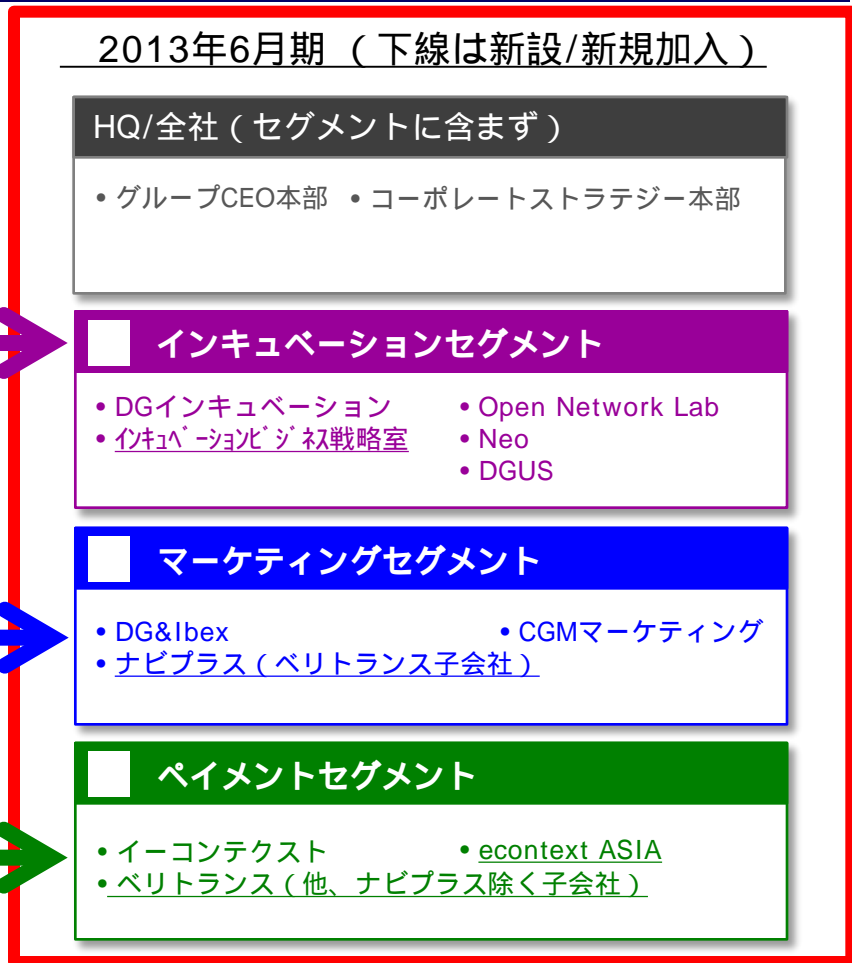 2013年6月期 （下線は新設/新規加入）
HQ/全社（セグメントに含まず）
• グループCEO本部 • コーポレートストラテジー本部
インキュベーションセグメント
• DGインキュベーション • Open Network Lab
• ｲﾝｷｭﾍﾞｰｼｮﾝﾋﾞｼﾞﾈｽ戦略室 • Neo
• DGUS
マーケティングセグメント
• DG&Ibex • CGMマーケティング
• ナビプラス（ベリトランス子会社）
ペイメントセグメント
• イーコンテクスト • econtext ASIA
• ベリトランス（他、ナビプラス除く子会社）